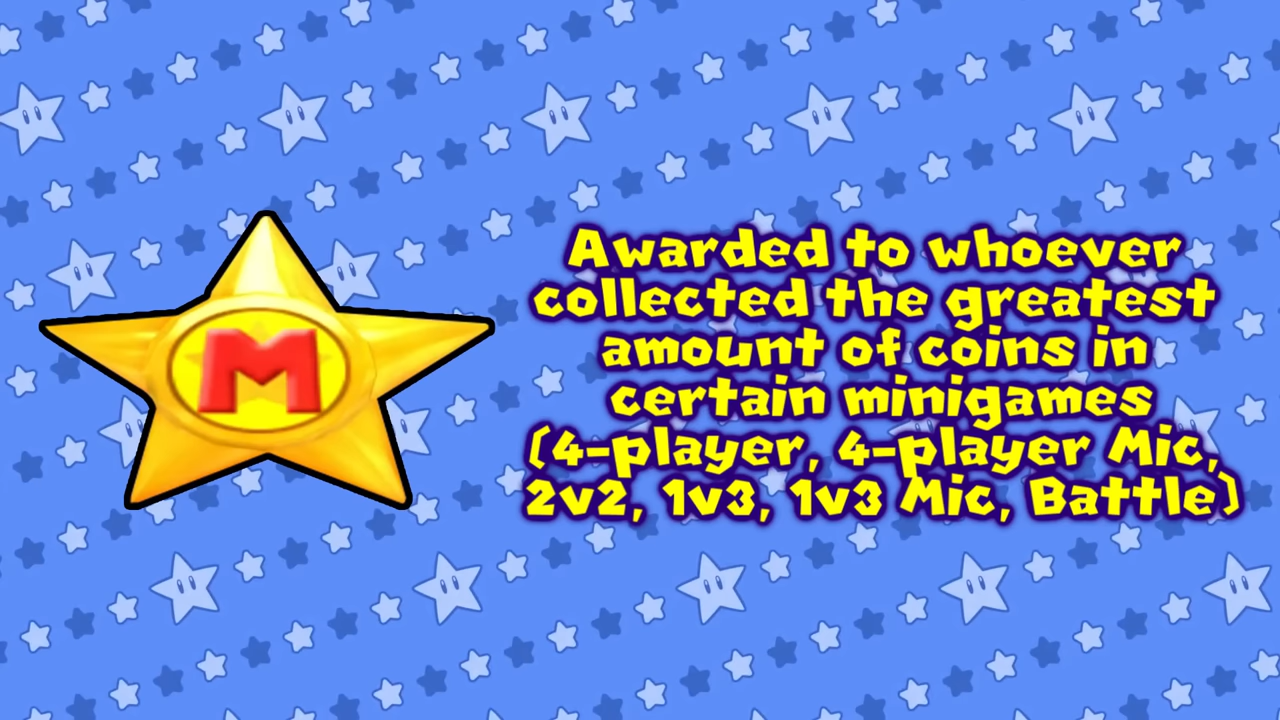 M
Awarded to whoever
collected the greatest
amount of coins in
certain minigames
(4-player, 4-player Mic,
2v2, 1v3, 1v3 Mic, Battle)